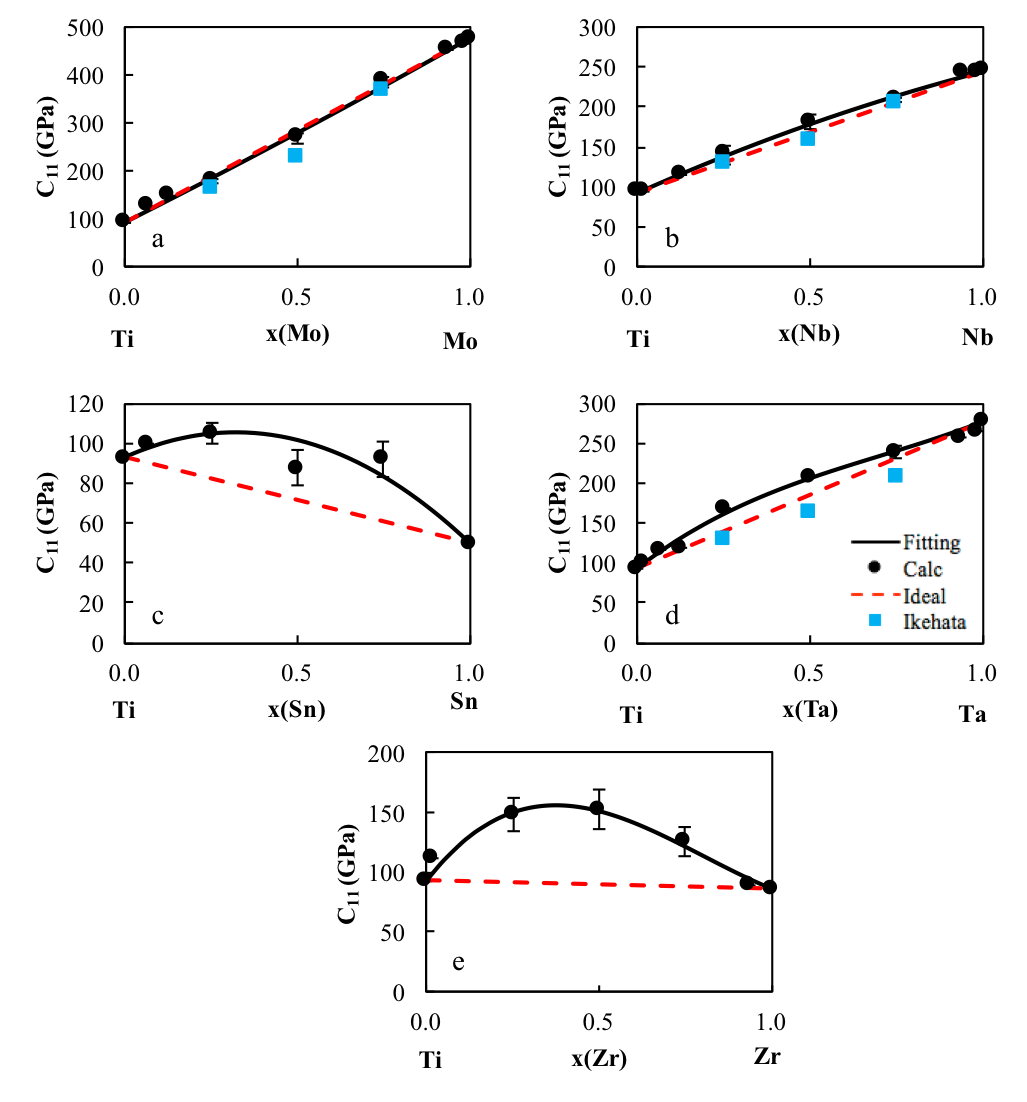 500
400
300
200
100
0
C11 (GPa)
a
0.0 0.5 1.0
Ti x(Mo) Mo
300
250
200
150
100
50
0
C11 (GPa)
b
0.0 0.5 1.0
Ti x(Nb) Nb
120
100
80
60
40
20
0
C11 (GPa)
c
0.0 0.5 1.0
Ti x(Sn) Sn
300
250
200
150
100
50
0
C11 (GPa)
Fitting
Calc
Ideal
Ikehata
d
0.0 0.5 1.0
Ti x(Ta) Ta
200
150
100
50
0
C11 (GPa)
e
0.0 0.5 1.0
Ti x(Zr) Zr